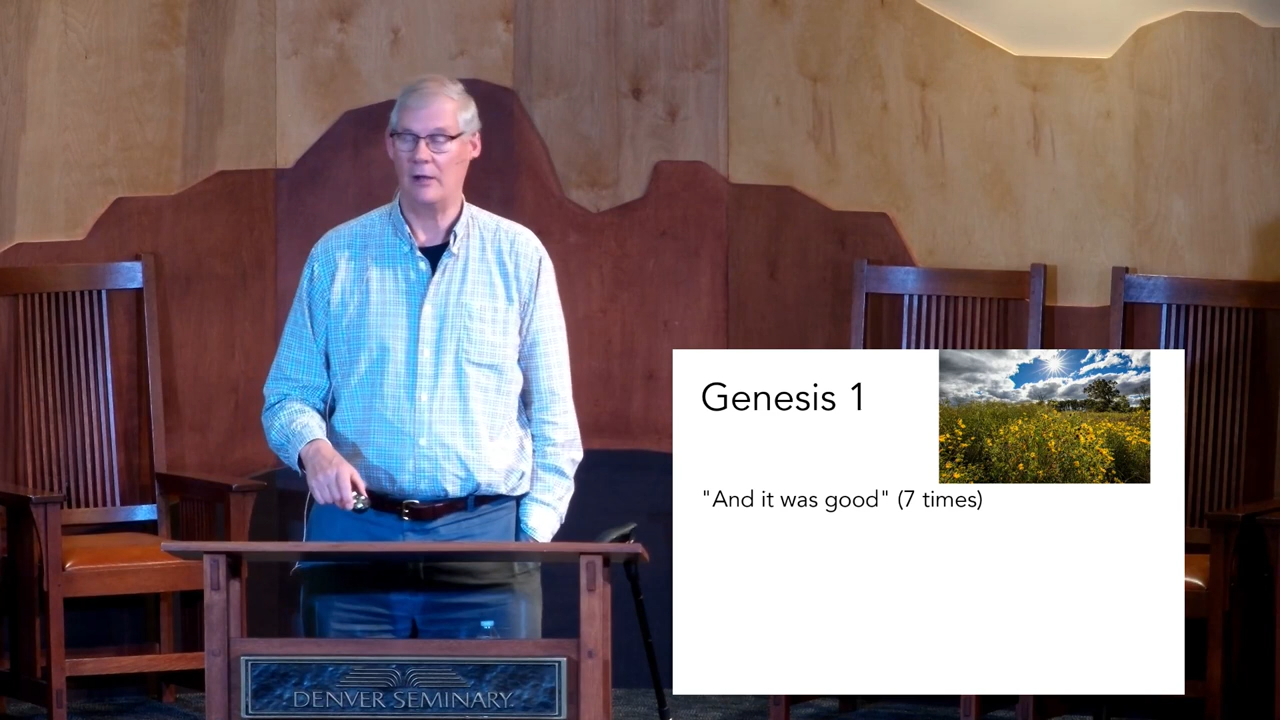 Genesis 1
"And it was good" (7 times)
DENVER SEMINARY